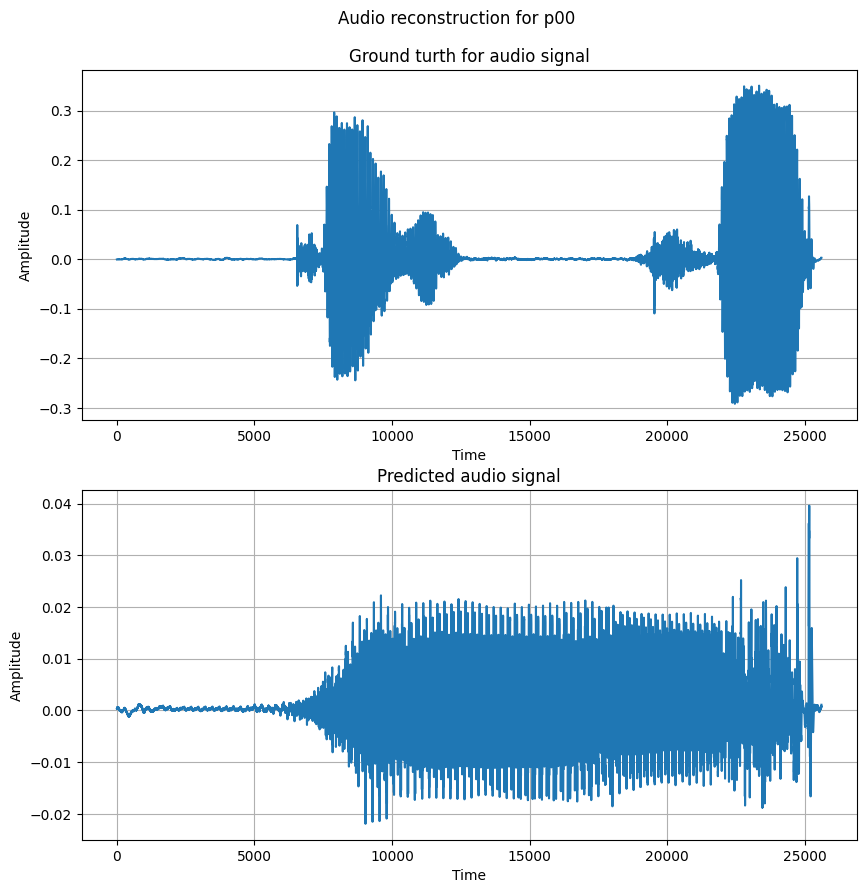 Audio reconstruction for p00
Ground turth for audio signal
0.3
0.2
0.1
0.0
−0.1
−0.2
−0.3
Amplitude
0 5000 10000 15000 20000 25000
Time
Predicted audio signal
0.04
0.03
0.02
0.01
0.00
−0.01
−0.02
Amplitude
0 5000 10000 15000 20000 25000
Time